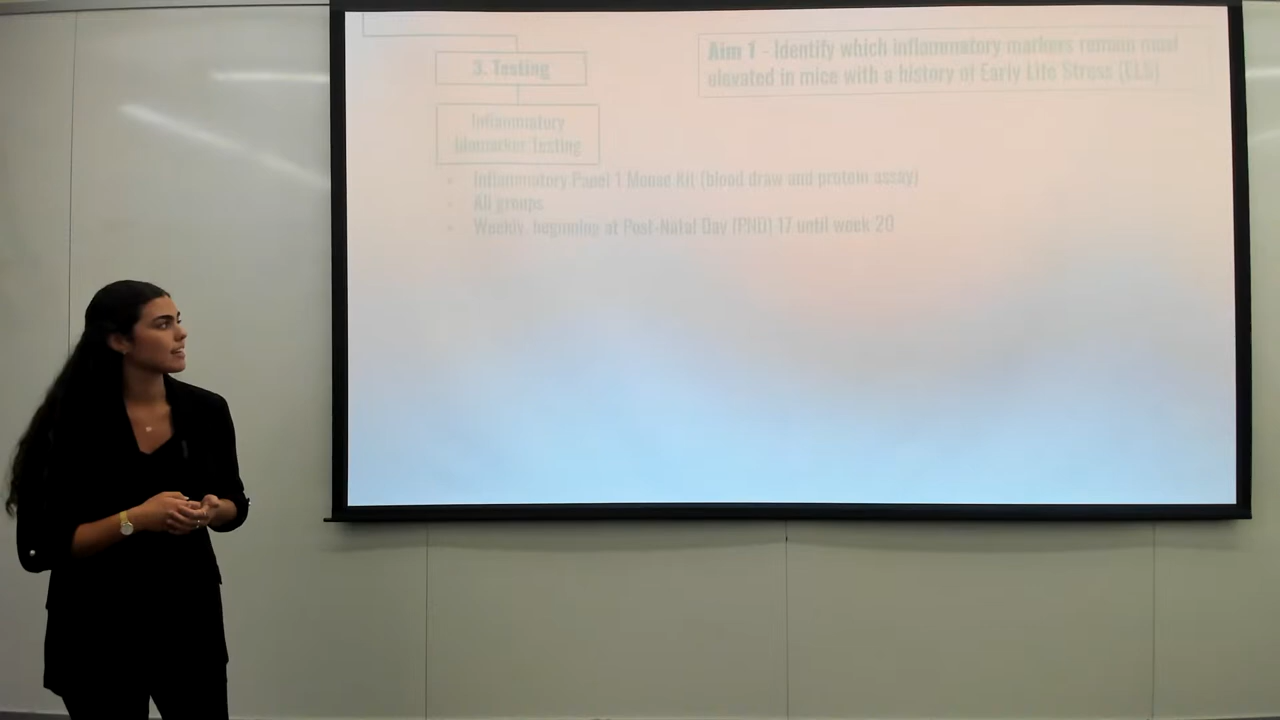 3. Testing
Aim 1 - Identify which inflammatory markers remain most
elevated in mice with a history of Early Life Stress (ELS)
Inflammatory
Biomarker Testing
Inflammatory Panel 1 Mouse Kit (blood draw and protein assay)
All groups
Weekly, beginning at Post-Natal Day (PND) 17 until week 20